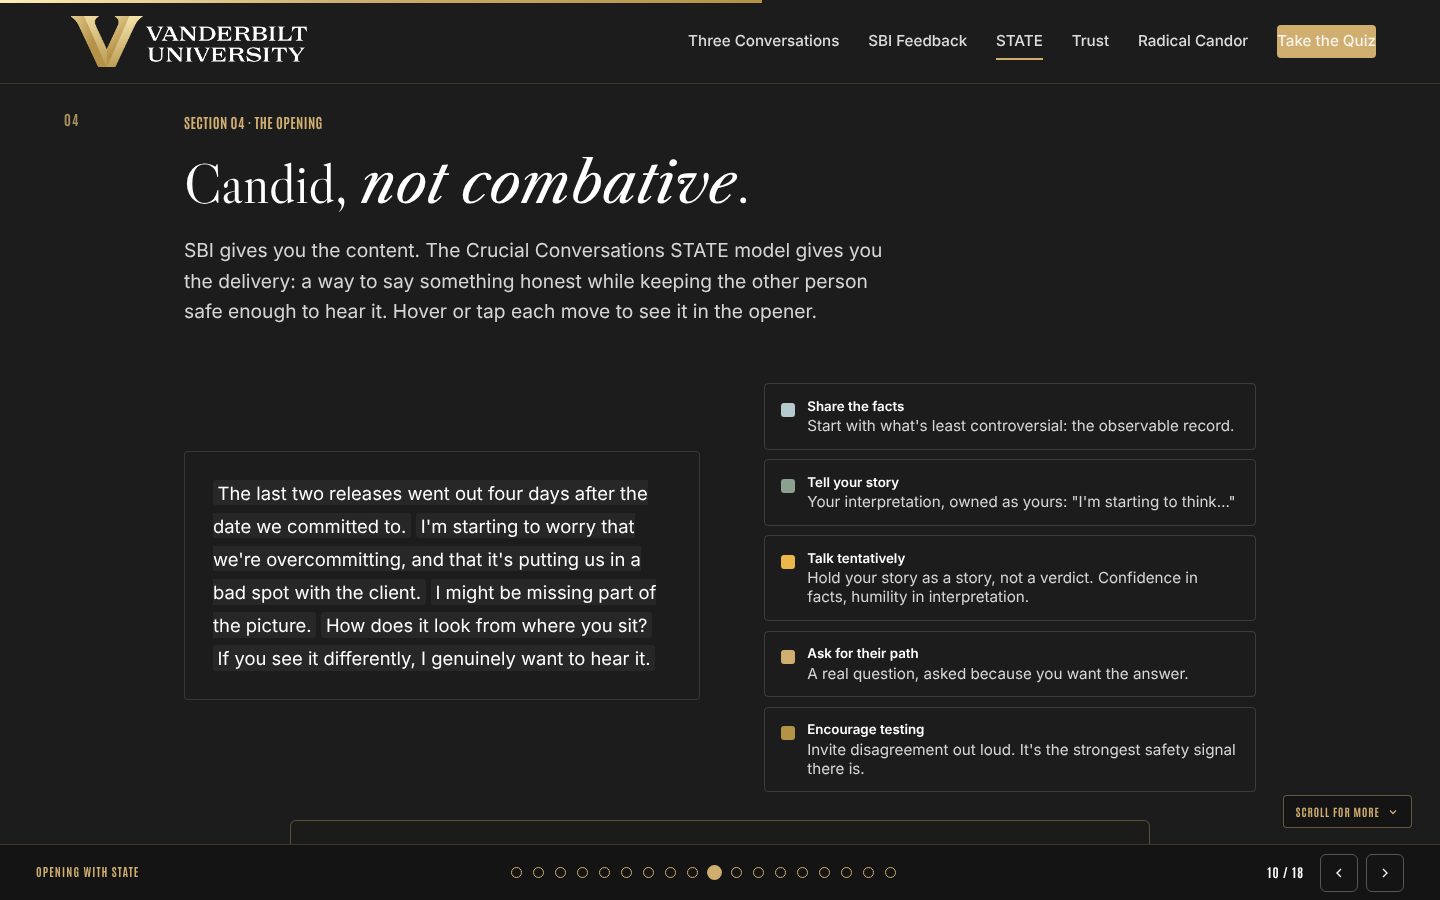 VANDERBILT
UNIVERSITY
Three Conversations
SBI Feedback
STATE
Trust
Radical Candor
Take the Quiz
04
SECTION 04 · THE OPENING
Candid, not combative.
SBI gives you the content. The Crucial Conversations STATE model gives you
the delivery: a way to say something honest while keeping the other person
safe enough to hear it. Hover or tap each move to see it in the opener.
The last two releases went out four days after the
date we committed to. I'm starting to worry that
we're overcommitting, and that it's putting us in a
bad spot with the client. I might be missing part of
the picture. How does it look from where you sit?
If you see it differently, I genuinely want to hear it.
Share the facts
Start with what's least controversial: the observable record.
Tell your story
Your interpretation, owned as yours: "I'm starting to think..."
Talk tentatively
Hold your story as a story, not a verdict. Confidence in
facts, humility in interpretation.
Ask for their path
A real question, asked because you want the answer.
Encourage testing
Invite disagreement out loud. It's the strongest safety signal
there is.
SCROLL FOR MORE
OPENING WITH STATE
10 / 18